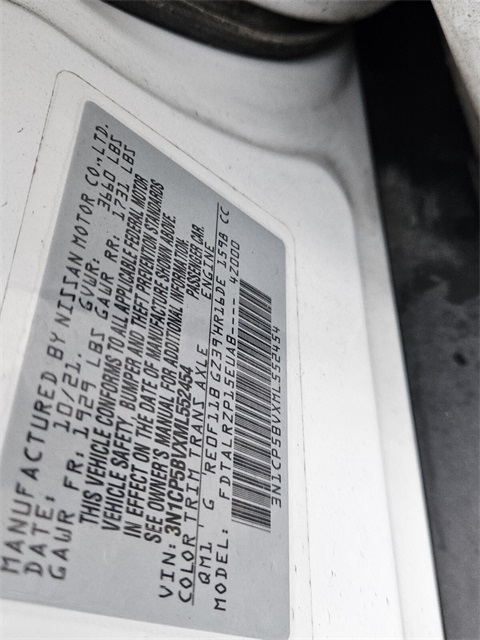 MANUFACTURED BY NISSAN MOTOR CO.,LTD.
DATE: 10/21. GVWR: 3660 LBS
GAWR FR: 1929 LBS GAWR RR: 1731 LBS
THIS VEHICLE CONFORMS TO ALL APPLICABLE FEDERAL MOTOR
VEHICLE SAFETY, BUMPER AND THEFT PREVENTION STANDARDS
IN EFFECT ON THE DATE OF MANUFACTURE SHOWN ABOVE
SEE OWNER'S MANUAL FOR ADDITIONAL INFORMATION.
VIN: 3N1CP5BVXML552454 PASSENGER CAR.
COLOR TRIM TRANS AXLE ENGINE
QM1 G RE0F11B GZ39 HR16DE 1598 CC
MODEL: FDTALRZP15EUAB---- 4Z000
3N1CP5BVXML552454